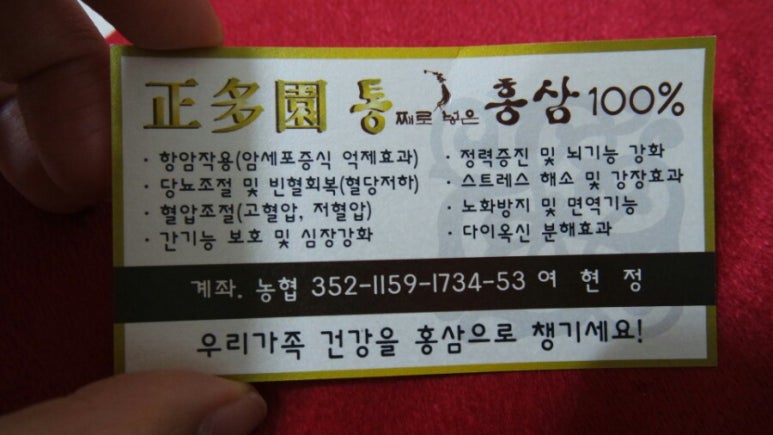 正多園 통째로 넣은 홍삼 100%
· 항암작용(암세포증식 억제효과)
· 당뇨조절 및 빈혈회복(혈당저하)
· 혈압조절(고혈압, 저혈압)
· 간기능 보호 및 심장강화
· 정력증진 및 뇌기능 강화
· 스트레스 해소 및 강장효과
· 노화방지 및 면역기능
· 다이옥신 분해효과
계좌. 농협 352-1159-1734-53 여 현 정
우리가족 건강을 홍삼으로 챙기세요!